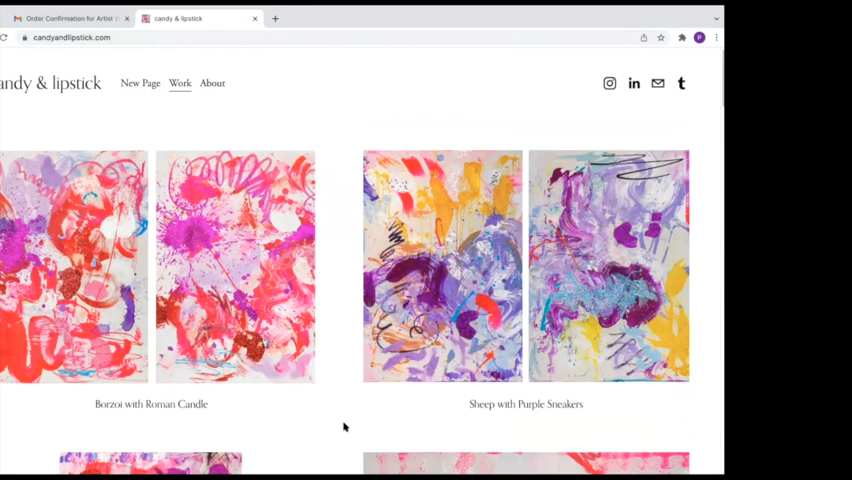 Order Confirmation for Artist
candy & lipstick
candyandlipstick.com
andy & lipstick
New Page Work About
Borzoi with Roman Candle
Sheep with Purple Sneakers